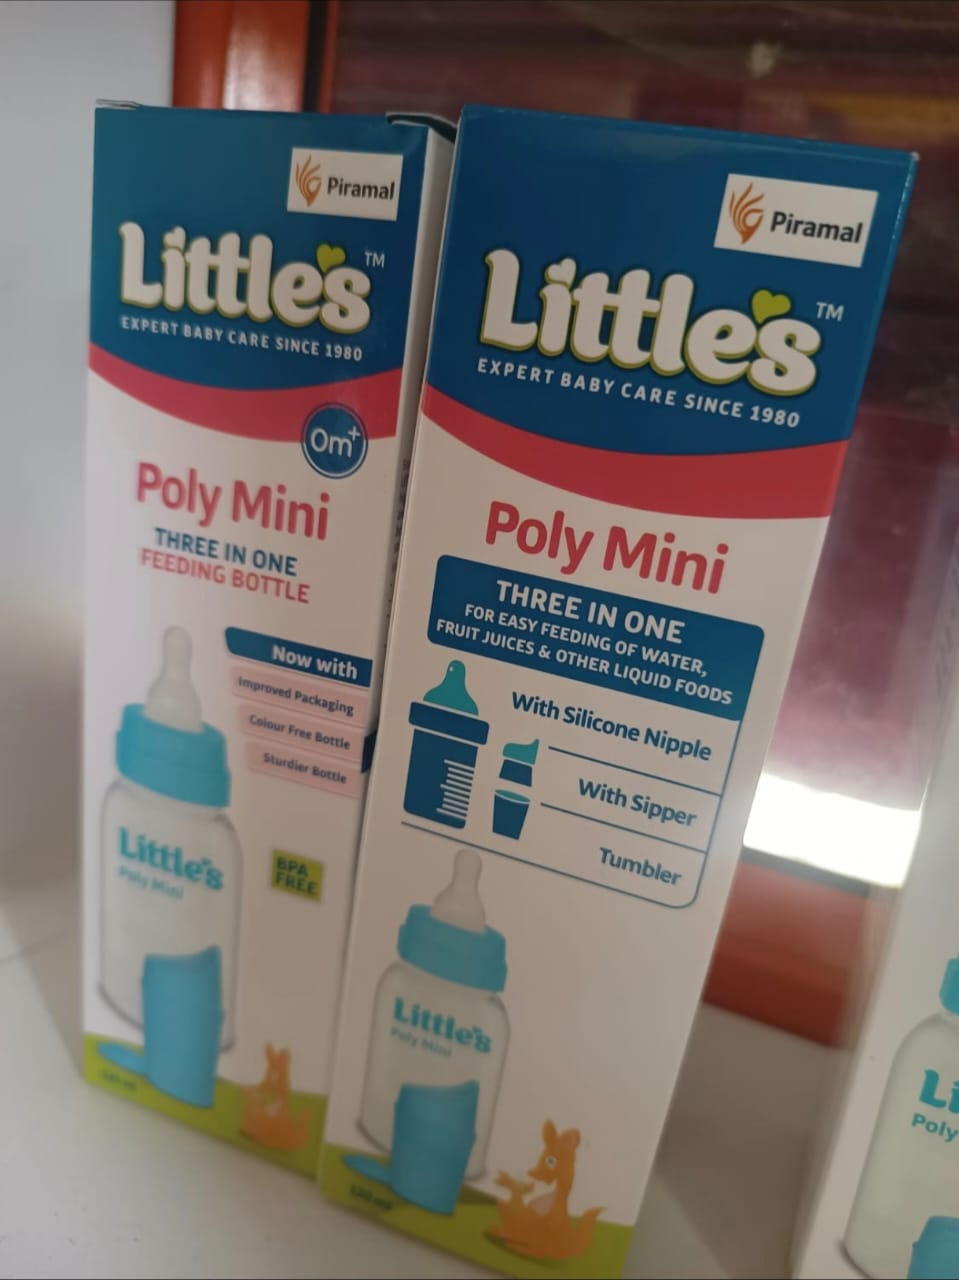 Piramal
Little's TM
EXPERT BABY CARE SINCE 1980
0m+
Poly Mini
THREE IN ONE
FEEDING BOTTLE
Now with
Improved Packaging
Colour Free Bottle
Sturdier Bottle
Little's
Poly Mini
BPA
FREE
Piramal
Little's TM
EXPERT BABY CARE SINCE 1980
Poly Mini
THREE IN ONE
FOR EASY FEEDING OF WATER,
FRUIT JUICES & OTHER LIQUID FOODS
With Silicone Nipple
With Sipper
Tumbler
Little's
Poly Mini
Li
Poly